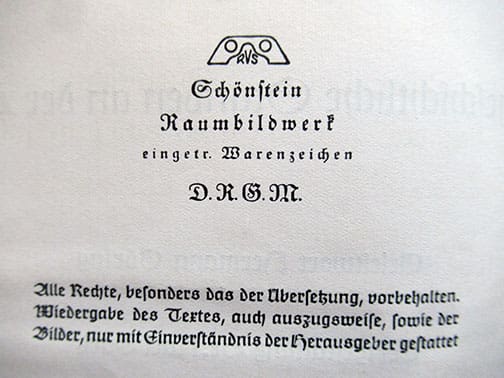 RVS
Schönstein
Raumbildwerk
eingetr. Warenzeichen
D.R.G.M.
Alle Rechte, besonders das der Übersetzung, vorbehalten.
Wiedergabe des Textes, auch auszugsweise, sowie der
Bilder, nur mit Einverständnis der Herausgeber gestattet